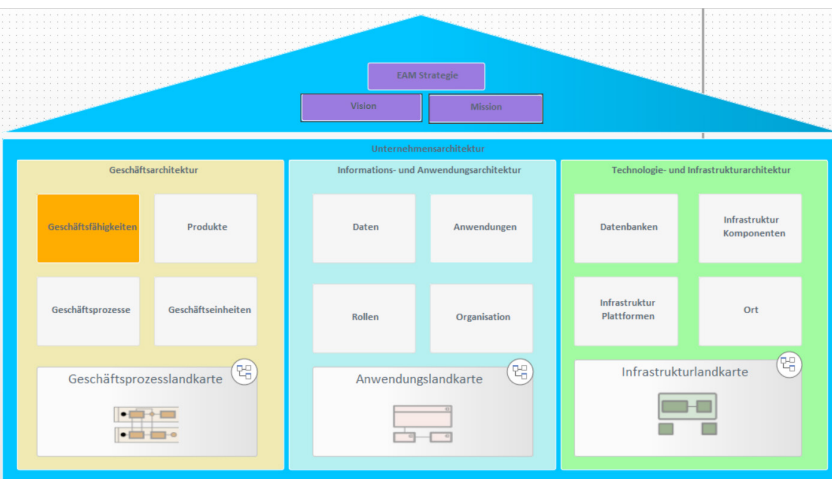 EAM Strategie
Vision
Mission
Unternehmensarchitektur
Geschäftsarchitektur
Geschäftsfähigkeiten
Produkte
Geschäftsprozesse
Geschäftseinheiten
Geschäftsprozesslandkarte
Informations- und Anwendungsarchitektur
Daten
Anwendungen
Rollen
Organisation
Anwendungslandkarte
Technologie- und Infrastrukturarchitektur
Datenbanken
Infrastruktur
Komponenten
Infrastruktur
Plattformen
Ort
Infrastrukturlandkarte